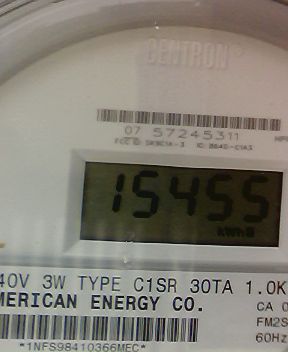 CENTRON®
07 57245311
15455
kWh
40V 3W TYPE C1SR 30TA 1.0K
MERICAN ENERGY CO.
CA 0
FM2S
60Hz
*1NFS98410366MEC*